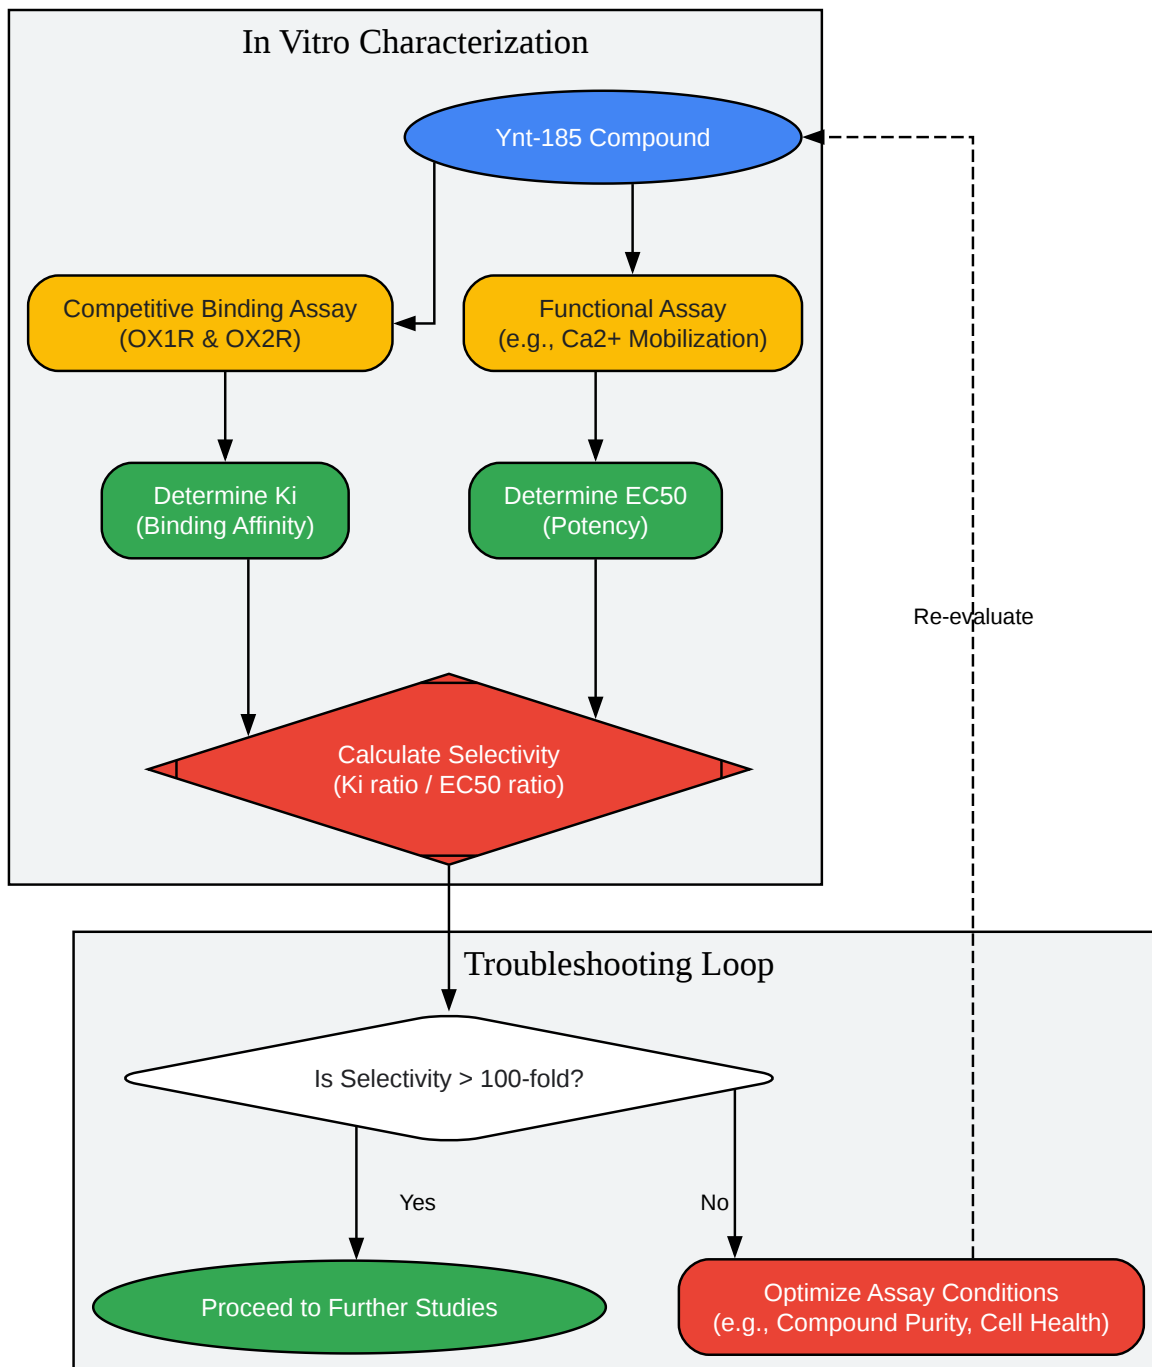 In Vitro Characterization
Ynt-185 Compound
Competitive Binding Assay
(OX1R & OX2R)
Functional Assay
(e.g., Ca2+ Mobilization)
Determine Ki
(Binding Affinity)
Determine EC50
(Potency)
Re-evaluate
Calculate Selectivity
(Ki ratio / EC50 ratio)
Troubleshooting Loop
Is Selectivity > 100-fold?
Yes
No
Proceed to Further Studies
Optimize Assay Conditions
(e.g., Compound Purity, Cell Health)